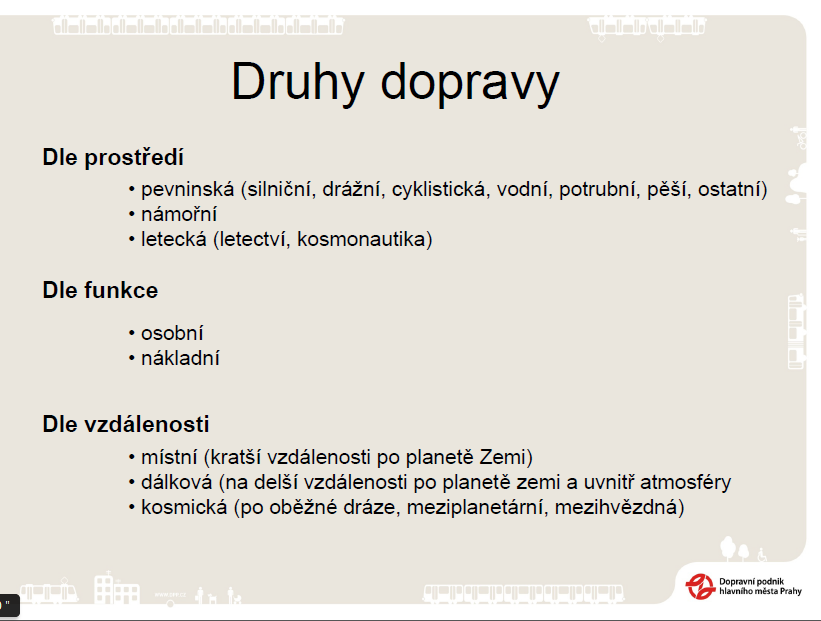 Druhy dopravy
Dle prostředí
• pevninská (silniční, drážní, cyklistická, vodní, potrubní, pěší, ostatní)
• námořní
• letecká (letectví, kosmonautika)
Dle funkce
• osobní
• nákladní
Dle vzdálenosti
• místní (kratší vzdálenosti po planetě Zemi)
• dálková (na delší vzdálenosti po planetě zemi a uvnitř atmosféry
• kosmická (po oběžné dráze, meziplanetární, mezihvězdná)
Dopravní podnik
hlavního města Prahy